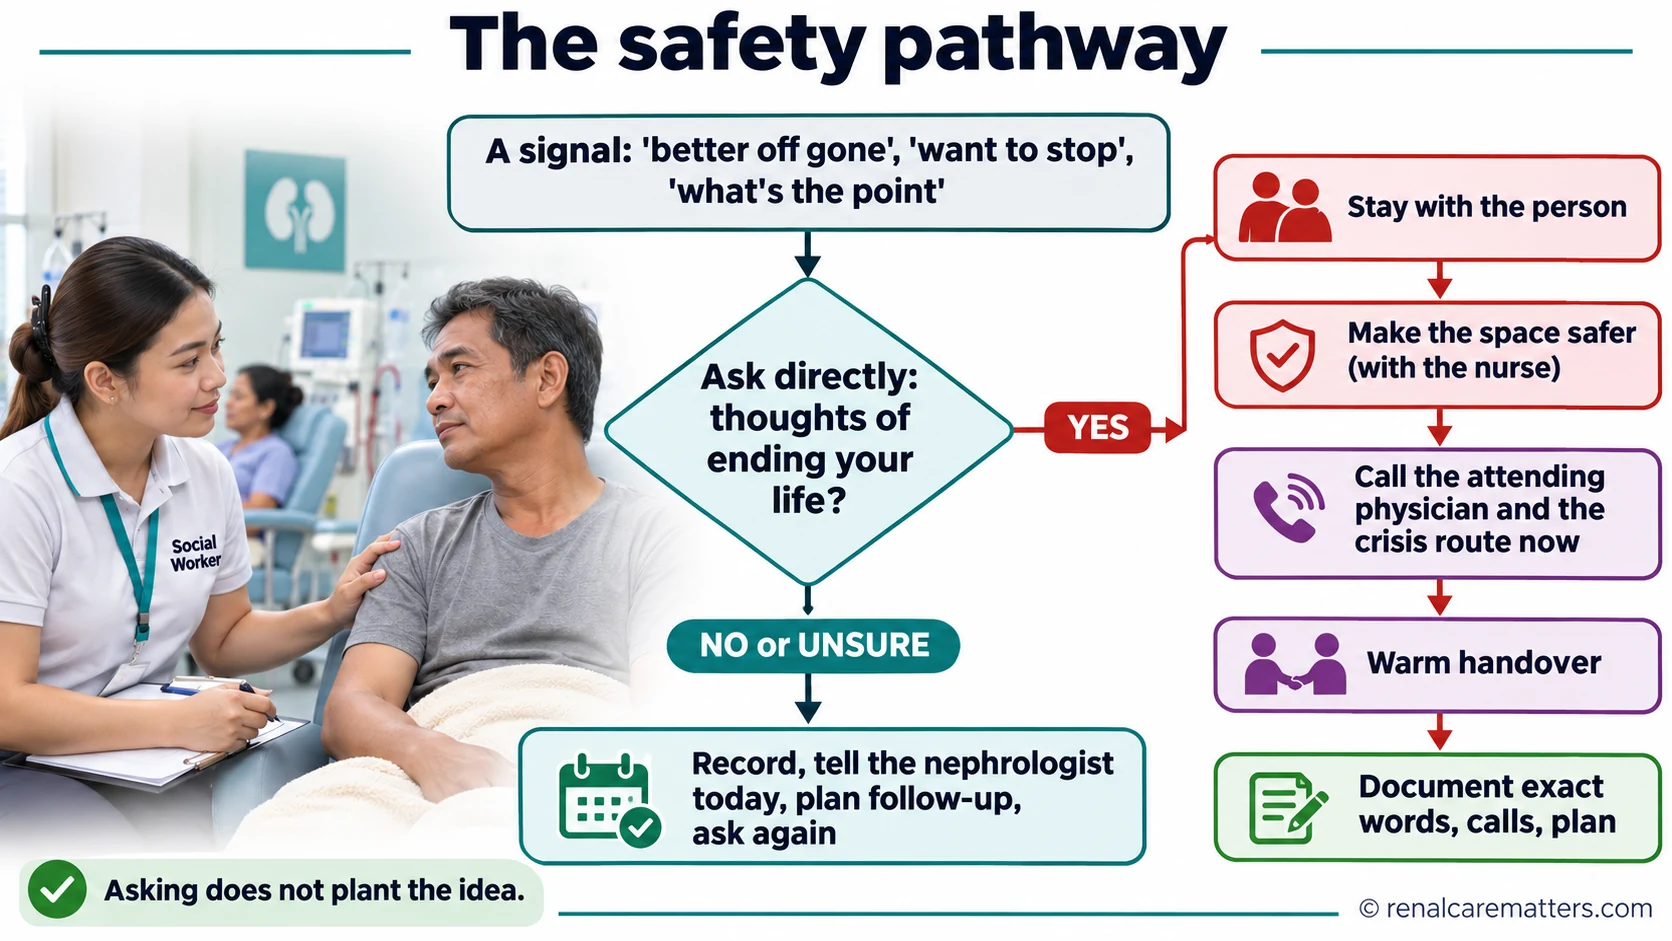 The safety pathway
A signal: 'better off gone', 'want to stop',
'what's the point'
Ask directly:
thoughts of
ending your
life?
YES
NO or UNSURE
Record, tell the nephrologist
today, plan follow-up,
ask again
Stay with the person
Make the space safer
(with the nurse)
Call the attending
physician and the
crisis route now
Warm handover
Document exact
words, calls, plan
Social
Worker
Asking does not plant the idea.
© renalcarematters.com